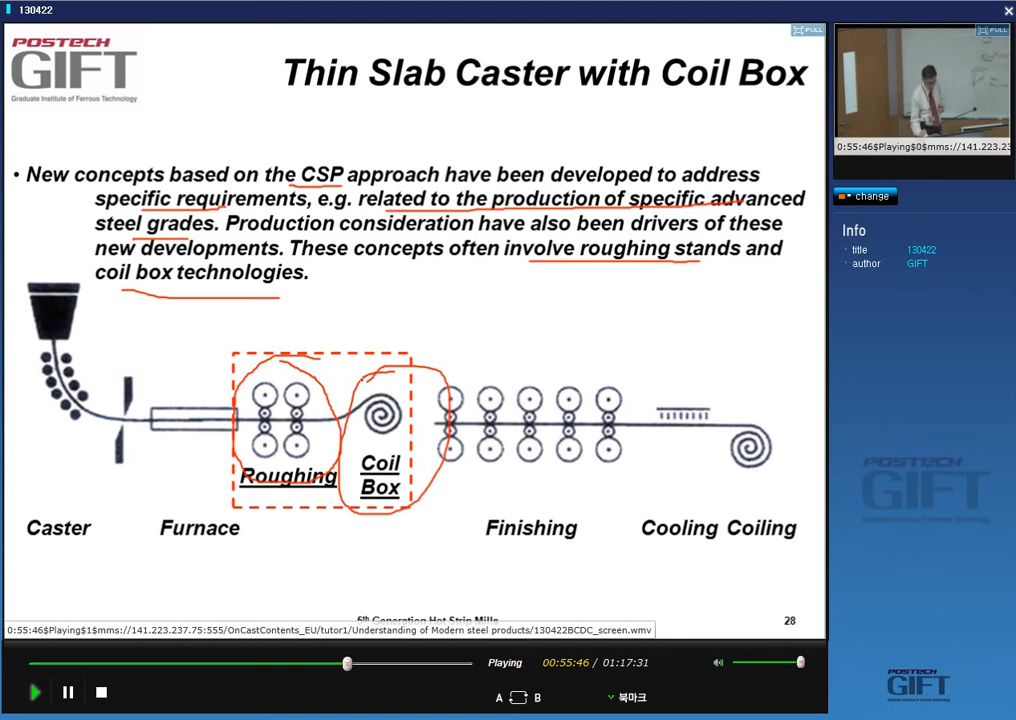 130422
POSTECH
GIFT
Graduate Institute of Ferrous Technology
Thin Slab Caster with Coil Box
FULL
• New concepts based on the CSP approach have been developed to address
specific requirements, e.g. related to the production of specific advanced
steel grades. Production consideration have also been drivers of these
new developments. These concepts often involve roughing stands and
coil box technologies.
Roughing
Coil
Box
Caster
Furnace
Finishing
Cooling
Coiling
5th Generation Hot Strip Mills
28
0:55:46$Playing$1$mms://141.223.237.75:555/OnCastContents_EU/tutor1/Understanding of Modern steel products/130422BCDC_screen.wmv
FULL
0:55:46$Playing$0$mms://141.223.23
change
Info
title 130422
author GIFT
POSTECH
GIFT
Playing
00:55:46 / 01:17:31
A B
북마크
POSTECH
GIFT